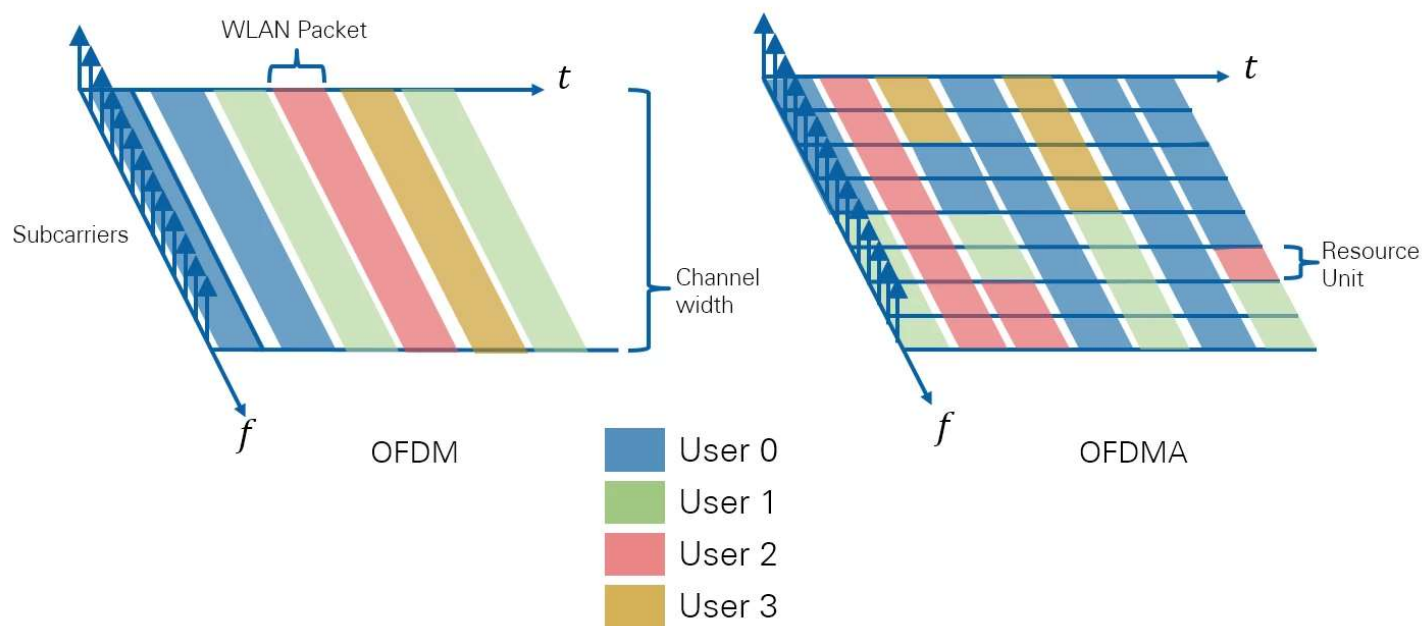 WLAN Packet
t
Subcarriers
Channel
width
f
OFDM
t
Resource
Unit
f
OFDMA
User 0
User 1
User 2
User 3